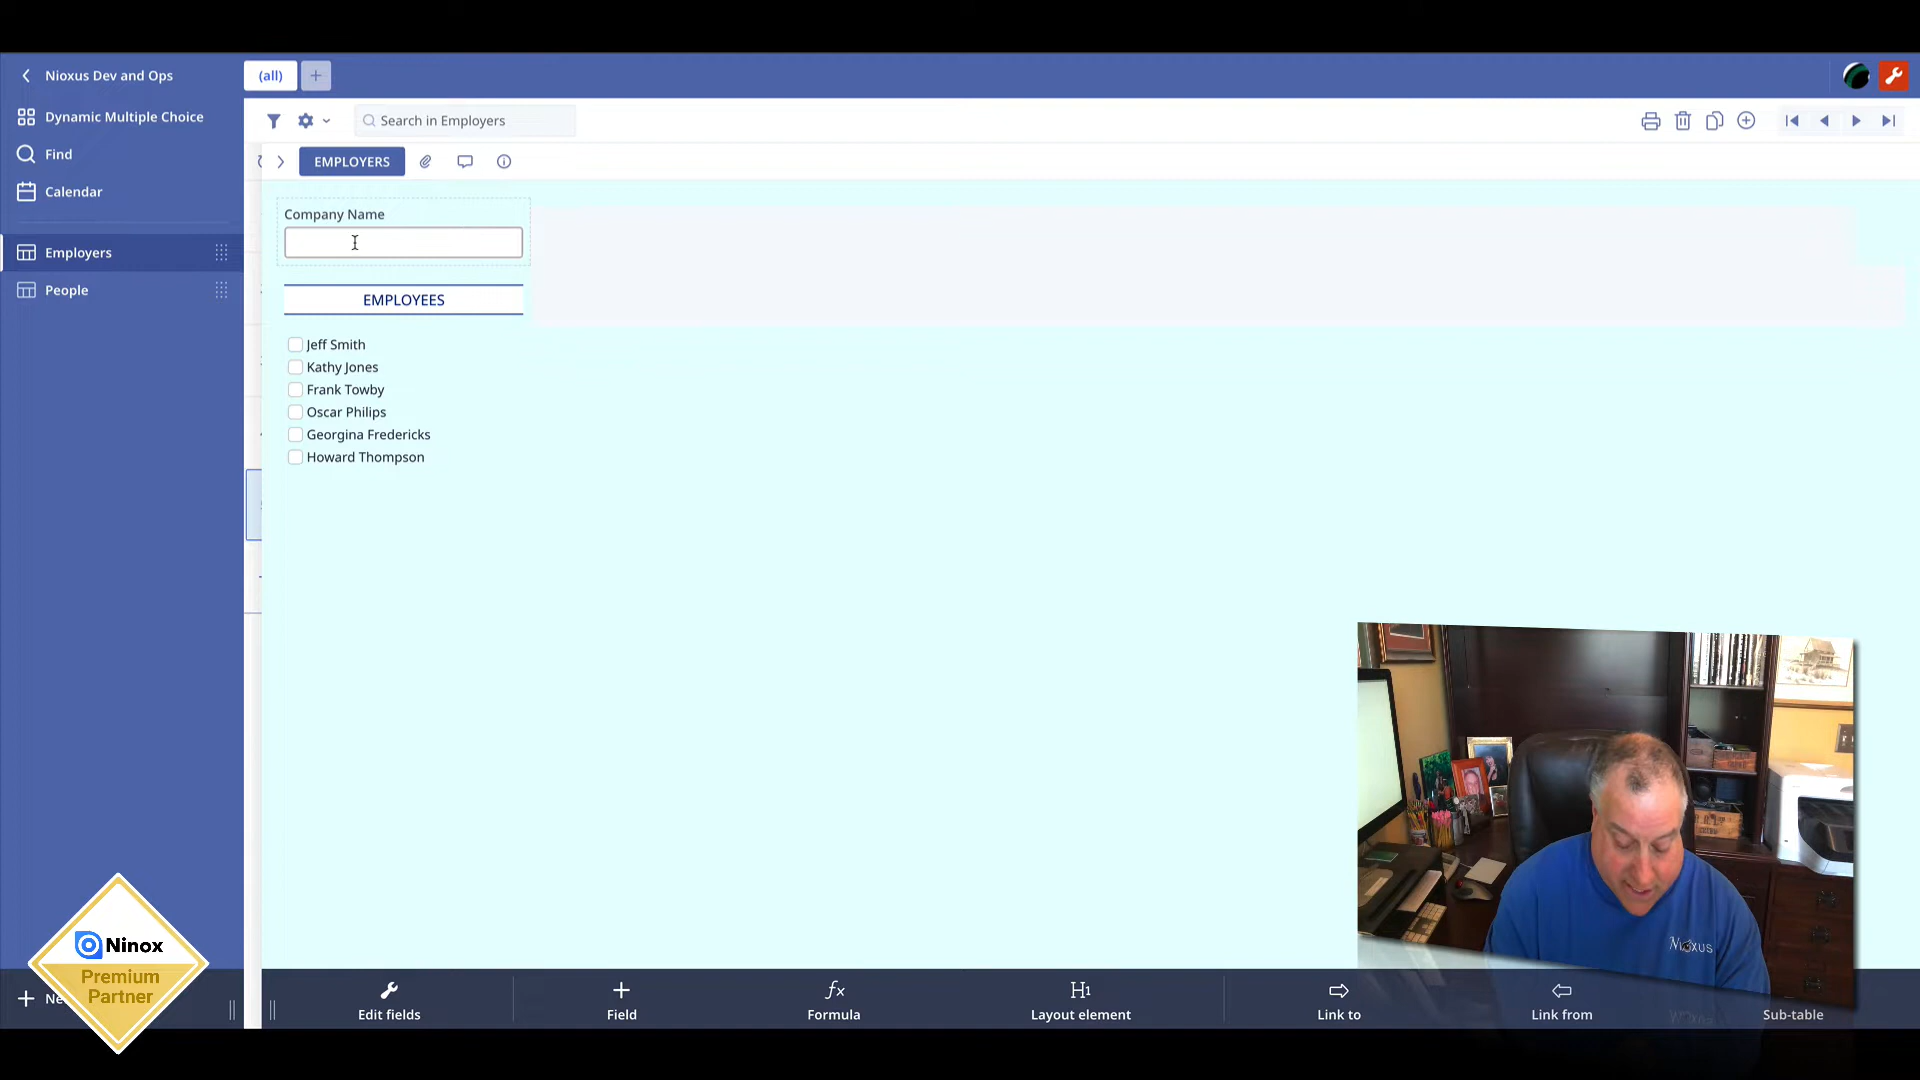 Nioxus Dev and Ops
(all)
Dynamic Multiple Choice
Search in Employers
Find
EMPLOYERS
Calendar
Company Name
Employers
People
EMPLOYEES
Jeff Smith
Kathy Jones
Frank Towby
Oscar Philips
Georgina Fredericks
Howard Thompson
Ninox
Premium
Partner
Edit fields
Field
Formula
Layout element
Link to
Link from
Sub-table
Nioxus